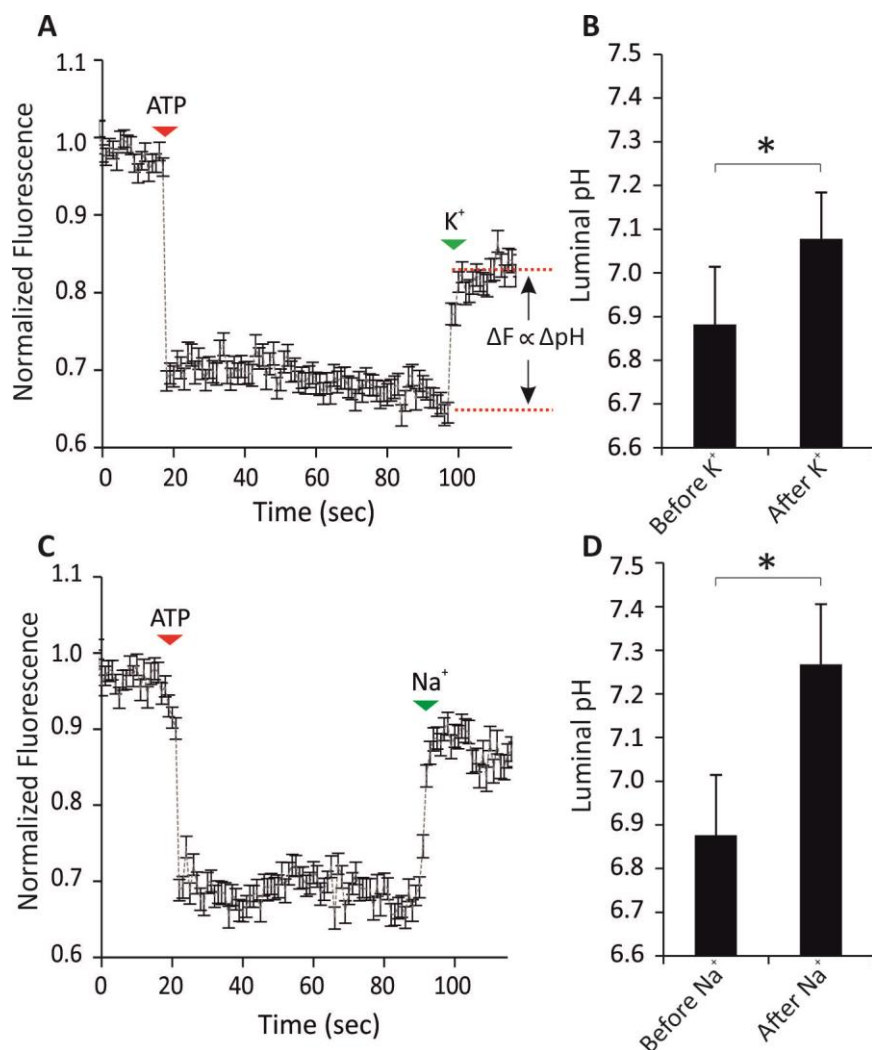 A
Normalized Fluorescence
1.1
1.0
0.9
0.8
0.7
0.6
ATP
K+
ΔF ∝ ΔpH
0
20
40
60
80
100
Time (sec)
B
Luminal pH
7.5
7.4
7.3
7.2
7.1
7.0
6.9
6.8
6.7
6.6
*
Before K+
After K+
C
Normalized Fluorescence
1.1
1.0
0.9
0.8
0.7
0.6
ATP
Na+
0
20
40
60
80
100
Time (sec)
D
Luminal pH
7.5
7.4
7.3
7.2
7.1
7.0
6.9
6.8
6.7
6.6
*
Before Na+
After Na+